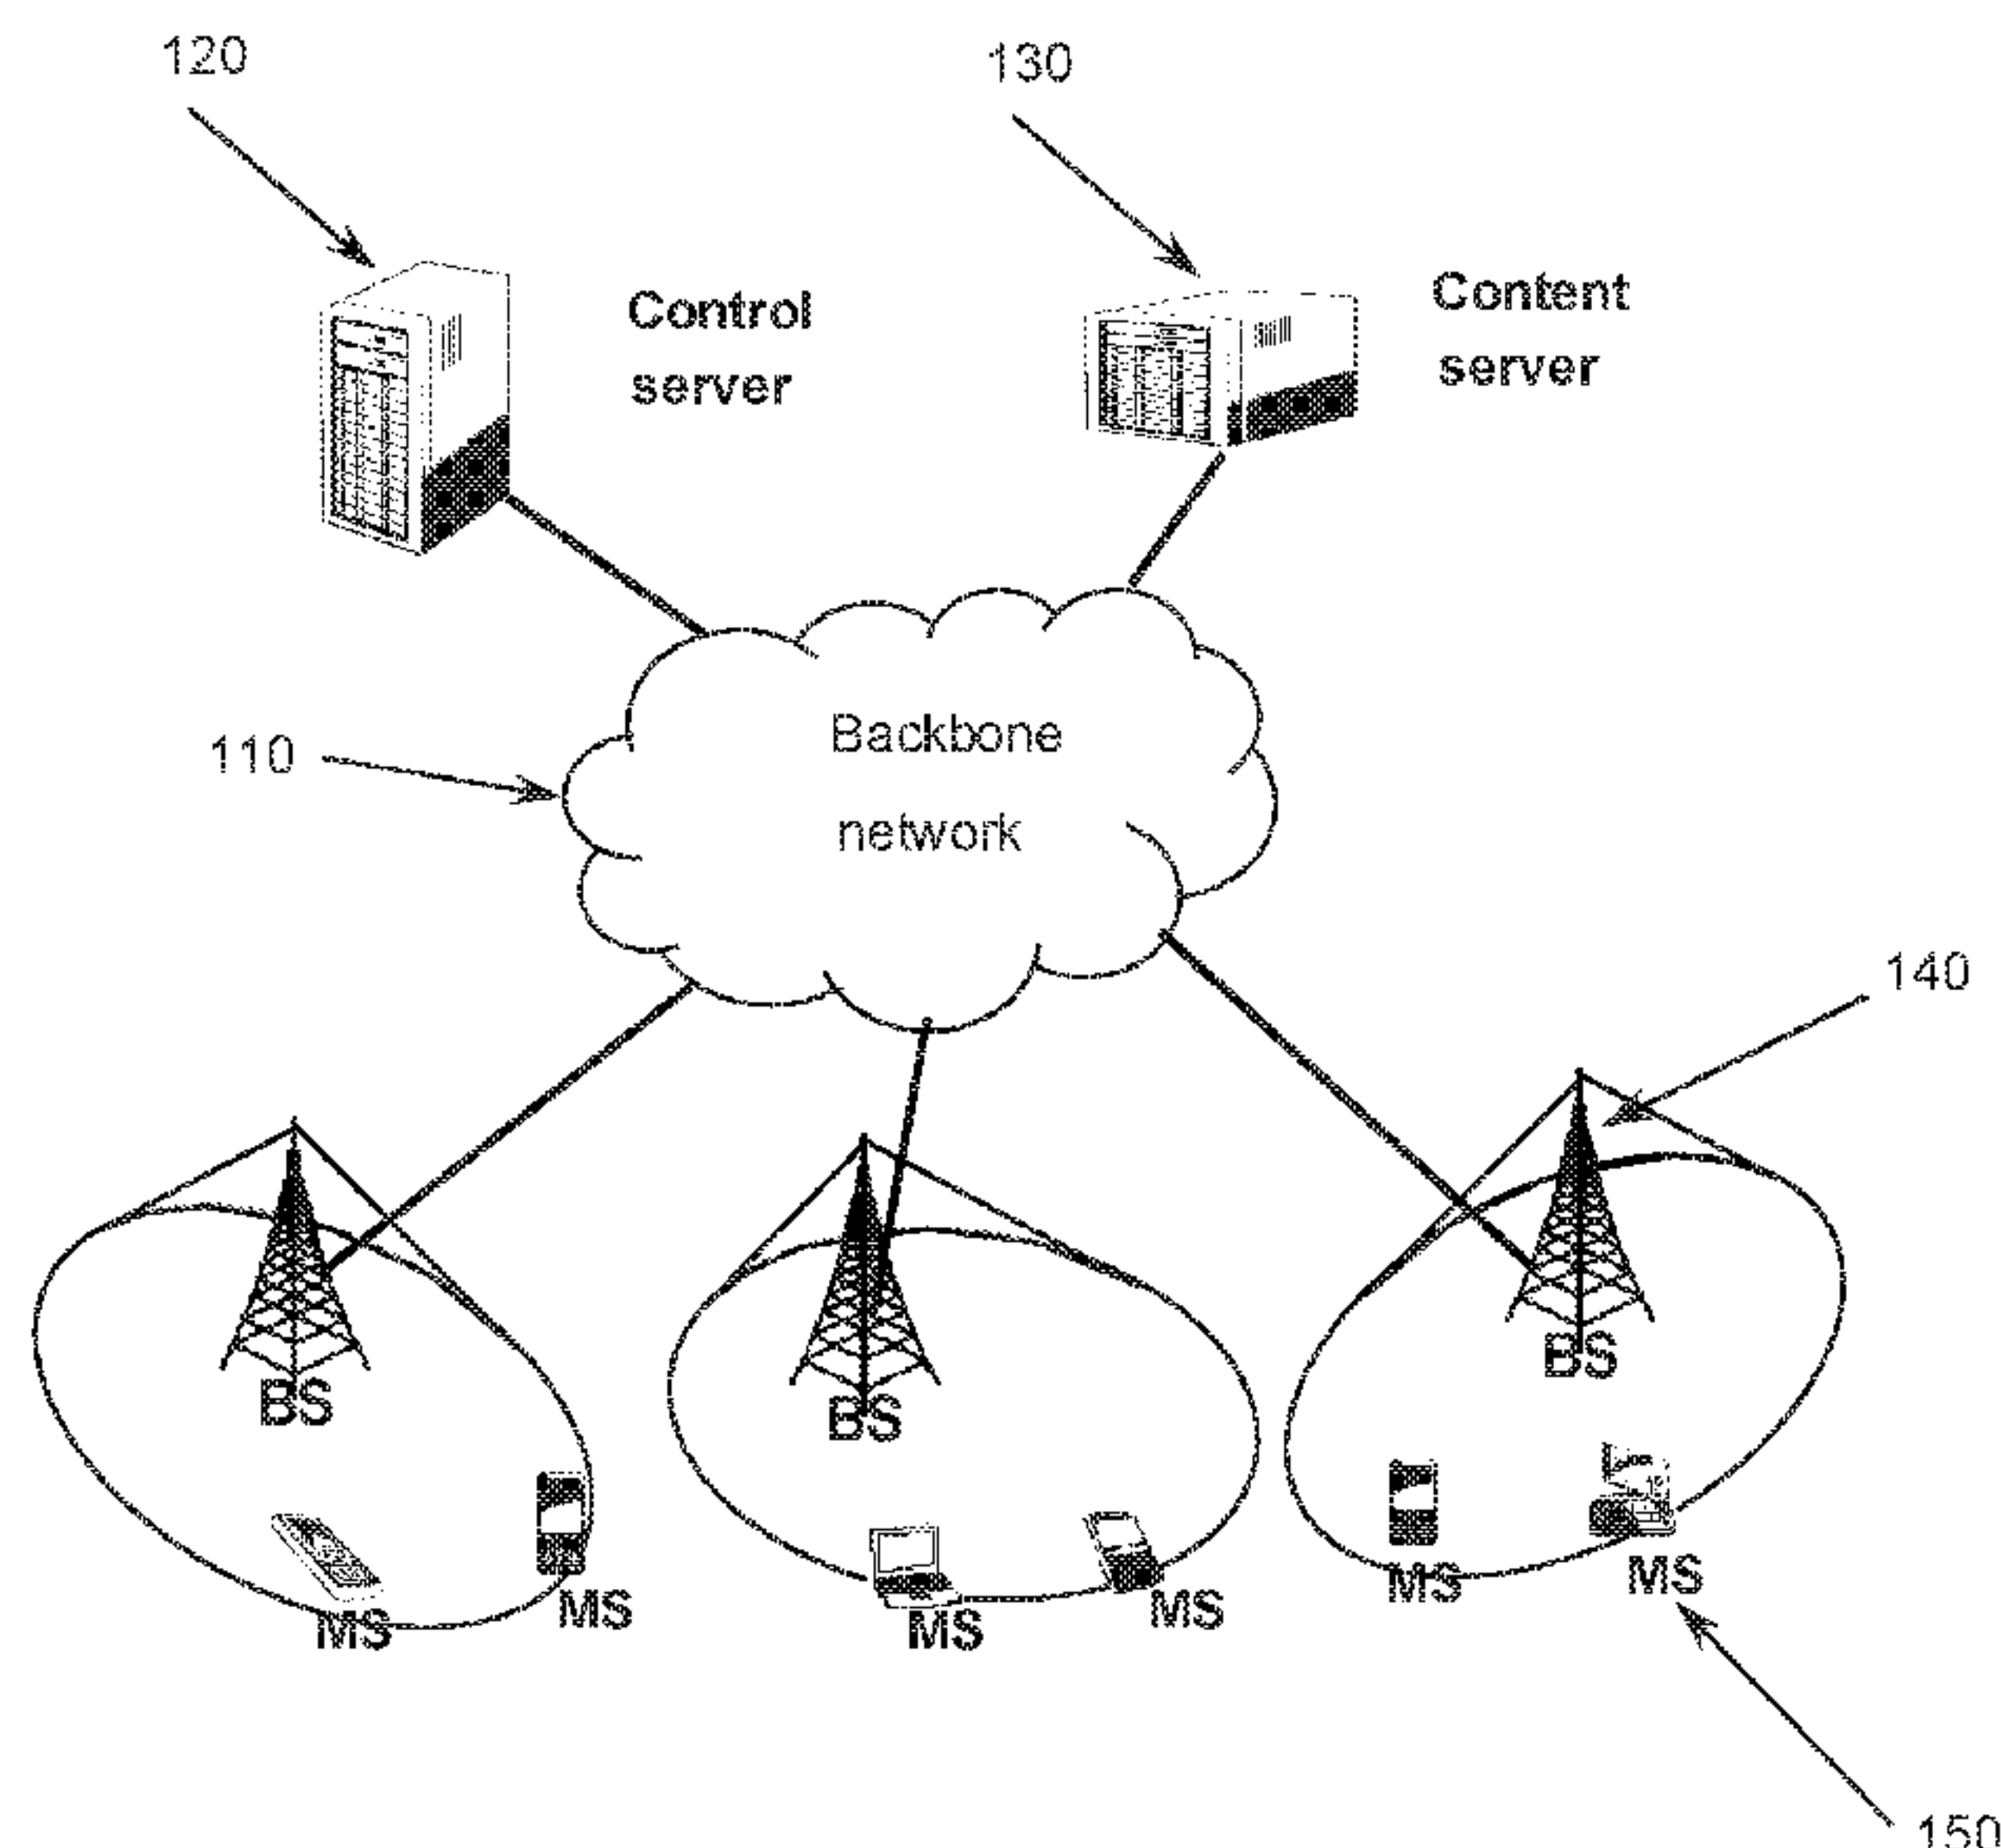 120
130
Control
server
Content
server
Backbone
network
110
140
BS
BS
BS
MS
MS
MS
MS
MS
MS
150